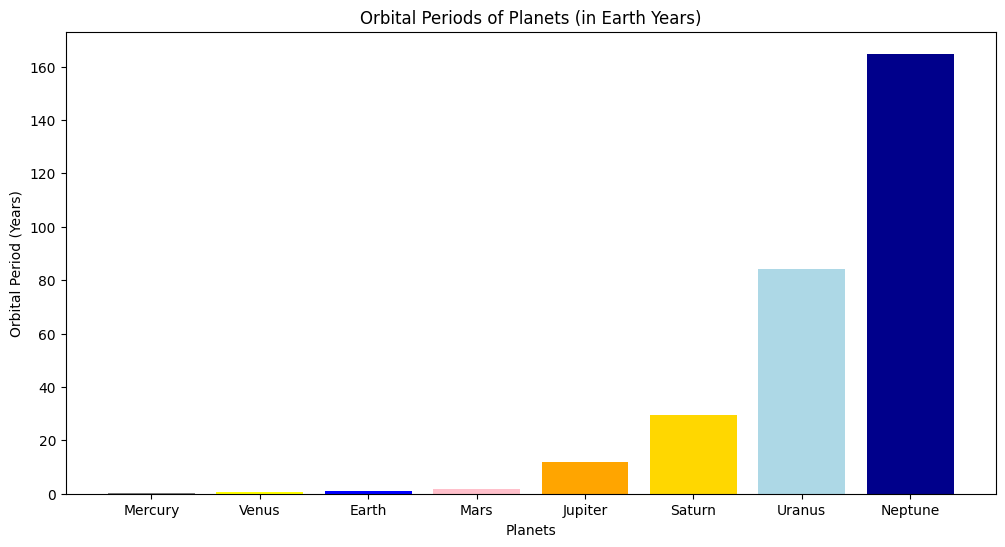 Orbital Periods of Planets (in Earth Years)
Orbital Period (Years)
160
140
120
100
80
60
40
20
0
Mercury Venus Earth Mars Jupiter Saturn Uranus Neptune
Planets